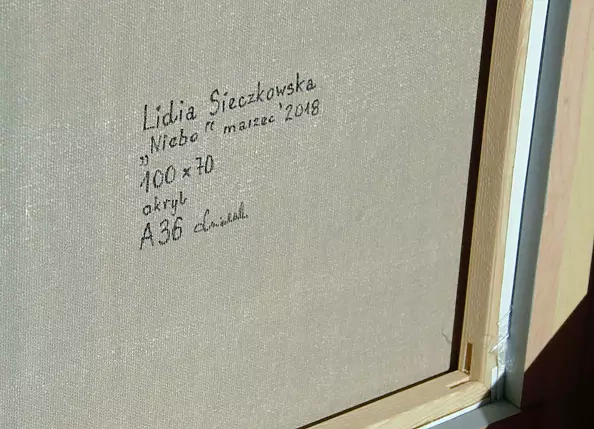 Lidia Sieczkowska
„Niebo“ marzec '2018
100 x 70
akryl
A36